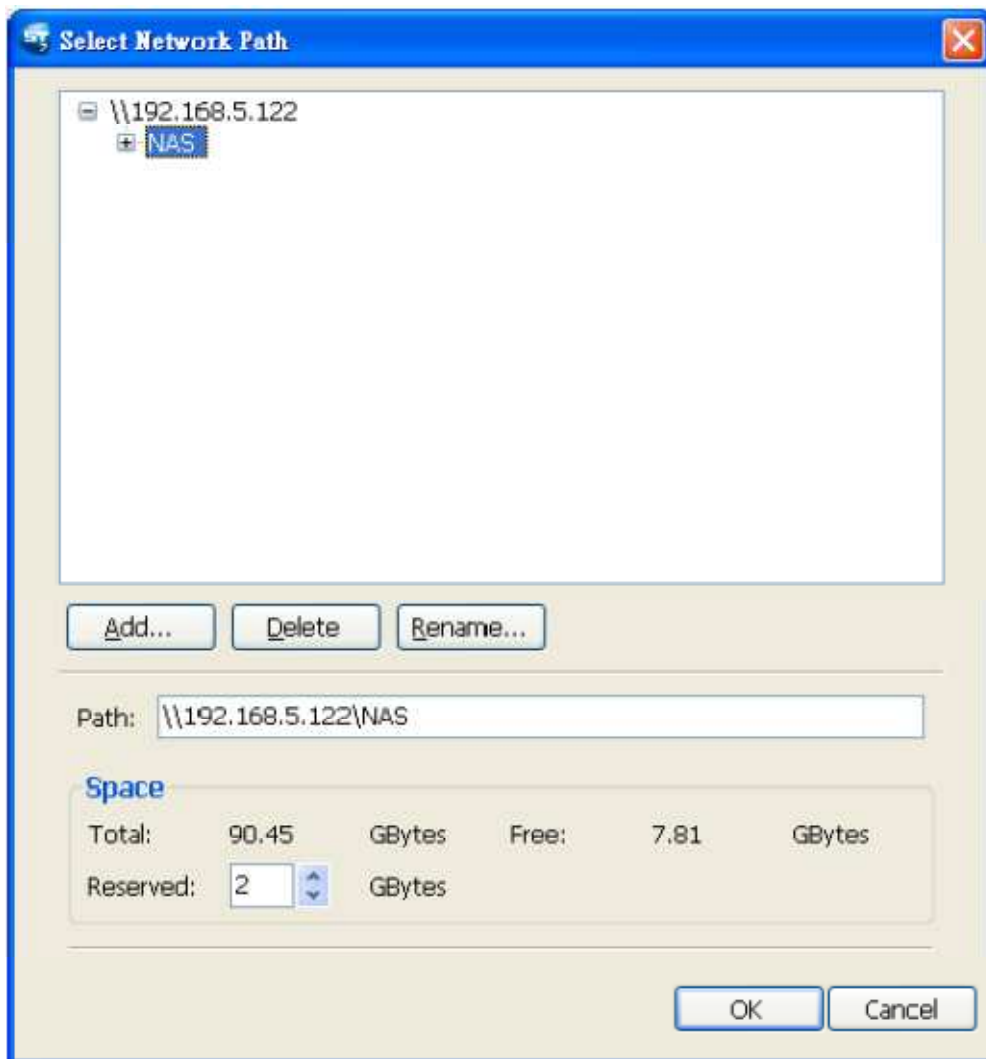 Select Network Path
\\192.168.5.122
NAS
Add... Delete Rename...
Path: \\192.168.5.122\NAS
Space
Total: 90.45 GBytes Free: 7.81 GBytes
Reserved: 2 GBytes
OK Cancel